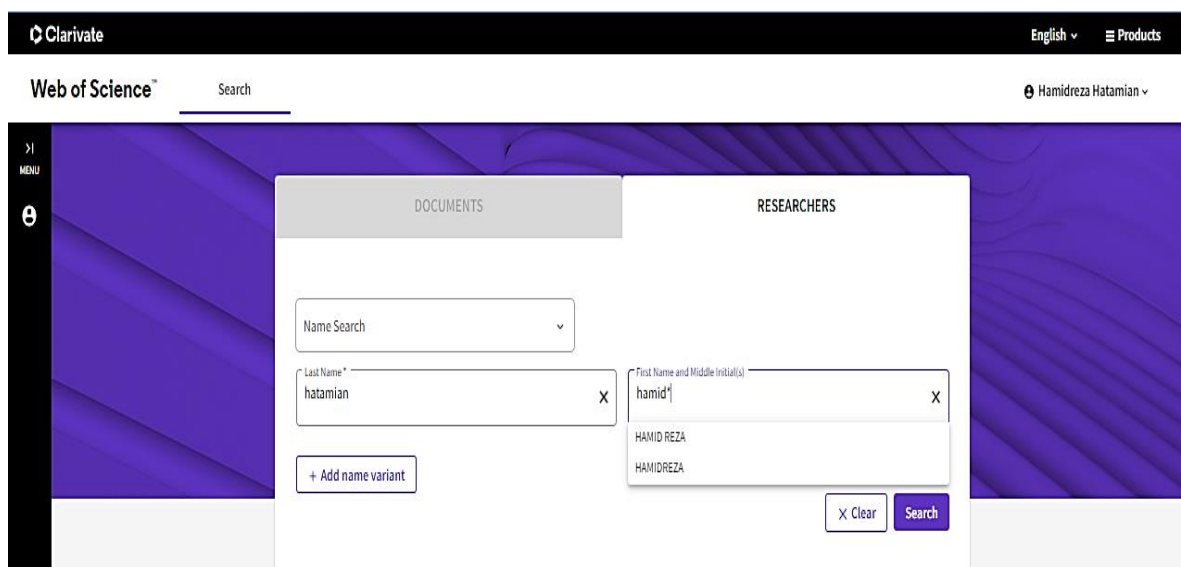 Clarivate
English
Products
Web of Science™
Search
Hamidreza Hatamian
MENU
DOCUMENTS
RESEARCHERS
Name Search
Last Name *
hatamian
First Name and Middle Initial(s)
hamid*
HAMID REZA
HAMIDREZA
+ Add name variant
X Clear
Search